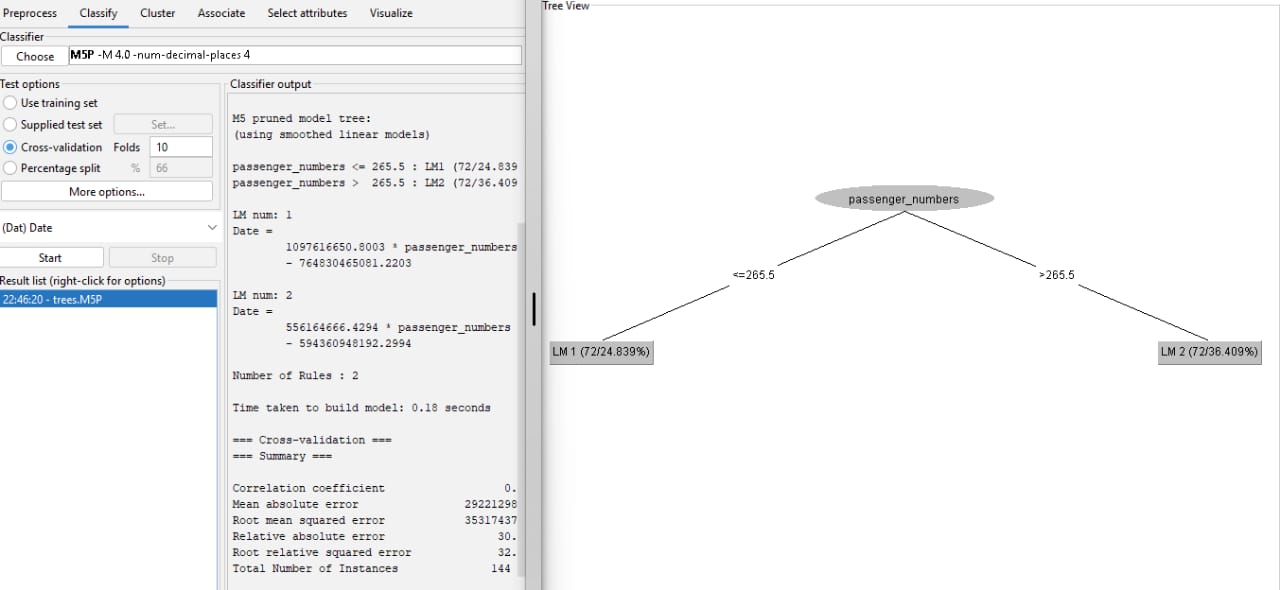 Preprocess Classify Cluster Associate Select attributes Visualize
Classifier
Choose M5P -M 4.0 -num-decimal-places 4
Test options
Use training set
Supplied test set Set...
Cross-validation Folds 10
Percentage split % 66
More options...
(Dat) Date
Start Stop
Result list (right-click for options)
22:46:20 - trees.M5P
Classifier output
M5 pruned model tree:
(using smoothed linear models)
passenger_numbers <= 265.5 : LM1 (72/24.839
passenger_numbers > 265.5 : LM2 (72/36.409
LM num: 1
Date =
1097616650.8003 * passenger_numbers
- 764830465081.2203
LM num: 2
Date =
556164666.4294 * passenger_numbers
- 594360948192.2994
Number of Rules : 2
Time taken to build model: 0.18 seconds
=== Cross-validation ===
=== Summary ===
Correlation coefficient 0.
Mean absolute error 29221298
Root mean squared error 35317437
Relative absolute error 30.
Root relative squared error 32.
Total Number of Instances 144
Tree View
passenger_numbers
<=265.5 >265.5
LM 1 (72/24.839%) LM 2 (72/36.409%)